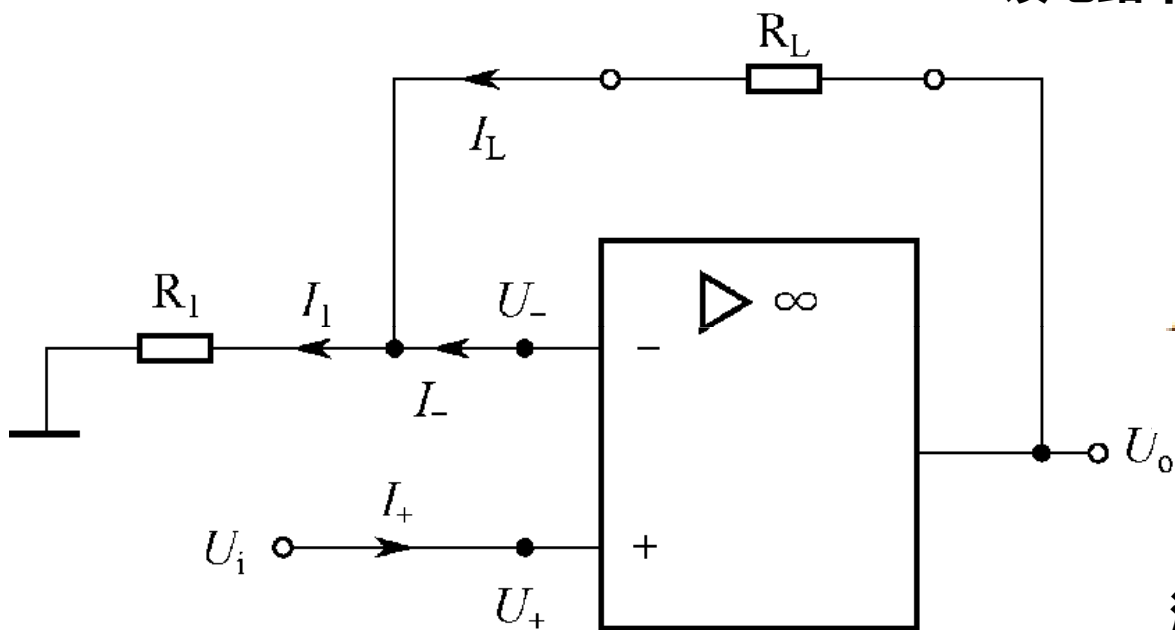 R_L
I_L
R_1 I_1 U_- ▷ ∞
-
I_-
U_o
U_i I_+ +
U_+